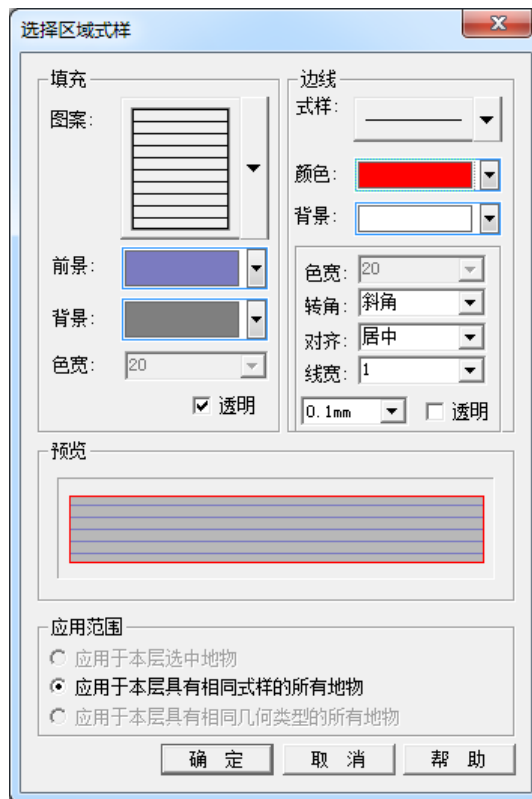 选择区域式样
填充
图案:
前景:
背景:
色宽: 20
透明
边线
式样:
颜色:
背景:
色宽: 20
转角: 斜角
对齐: 居中
线宽: 1
0.1mm 透明
预览
应用范围
应用于本层选中地物
应用于本层具有相同式样的所有地物
应用于本层具有相同几何类型的所有地物
确 定 取 消 帮 助